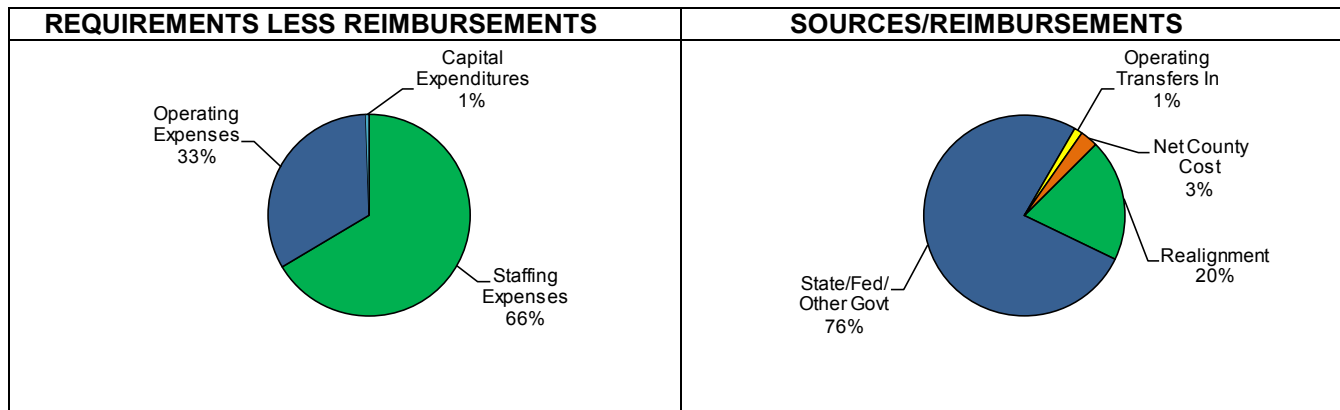 REQUIREMENTS LESS REIMBURSEMENTS
Capital
Expenditures
1%
Operating
Expenses
33%
Staffing
Expenses
66%
SOURCES/REIMBURSEMENTS
Operating
Transfers In
1%
Net County
Cost
3%
Realignment
20%
State/Fed/
Other Govt
76%